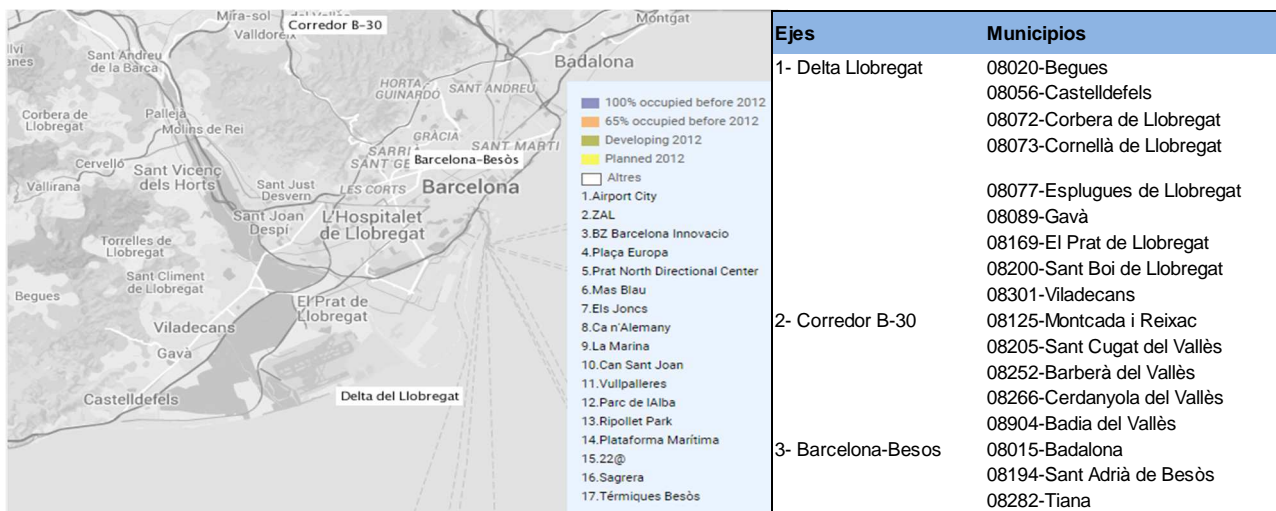 Mira-sol
del Vallès
Corredor B-30
Valldoreix
Montgat
Sant Andreu
de la Barca
Badalona
HORTA
GUINARDÓ
SANT ANDREU
Corbera de
Llobregat
Pallejà
Molins de Rei
GRÀCIA
SANT MARTI
SARRIÀ
SANT GE
Barcelona-Besòs
Cervelló
Sant Vicenç
dels Horts
Vallirana
Sant Just
Desvern
LES CORTS
Barcelona
Sant Joan
Despí
L'Hospitalet
de Llobregat
Torrelles de
Llobregat
Sant Climent
de Llobregat
Begues
El Prat de
Llobregat
Viladecans
Gavà
Castelldefels
Delta del Llobregat
100% occupied before 2012
65% occupied before 2012
Developing 2012
Planned 2012
Altres
1.Airport City
2.ZAL
3.BZ Barcelona Innovacio
4.Plaça Europa
5.Prat North Directional Center
6.Mas Blau
7.Els Joncs
8.Ca n'Alemany
9.La Marina
10.Can Sant Joan
11.Vullpalleres
12.Parc de lAlba
13.Ripollet Park
14.Plataforma Marítima
15.22@
16.Sagrera
17.Térmiques Besòs
Ejes Municipios
1- Delta Llobregat 08020-Begues
08056-Castelldefels
08072-Corbera de Llobregat
08073-Cornellà de Llobregat
08077-Esplugues de Llobregat
08089-Gavà
08169-El Prat de Llobregat
08200-Sant Boi de Llobregat
08301-Viladecans
2- Corredor B-30 08125-Montcada i Reixac
08205-Sant Cugat del Vallès
08252-Barberà del Vallès
08266-Cerdanyola del Vallès
08904-Badia del Vallès
3- Barcelona-Besos 08015-Badalona
08194-Sant Adrià de Besòs
08282-Tiana